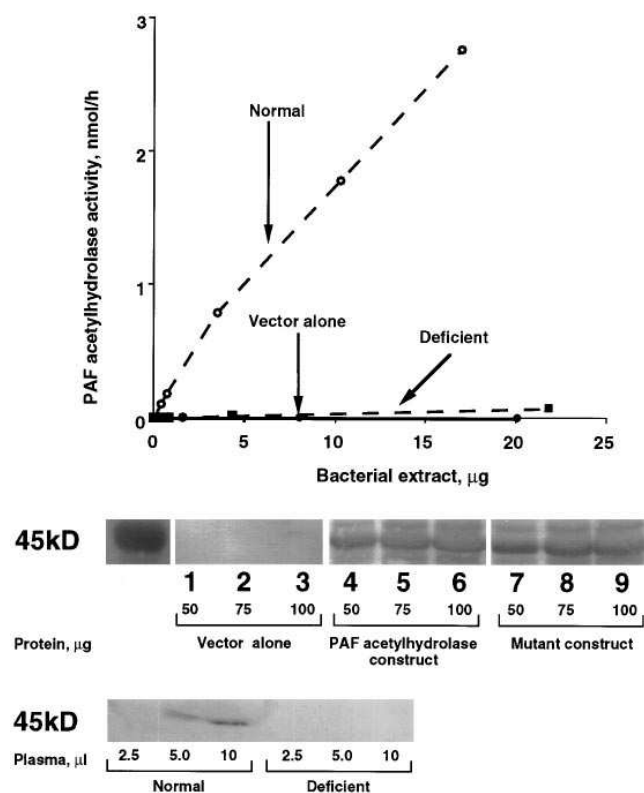 3
2
1
0
PAF acetylhydrolase activity, nmol/h
Normal
Vector alone
Deficient
0 5 10 15 20 25
Bacterial extract, μg
45kD
1 2 3 4 5 6 7 8 9
50 75 100 50 75 100 50 75 100
Protein, μg
Vector alone PAF acetylhydrolase construct Mutant construct
45kD
Plasma, μl 2.5 5.0 10 2.5 5.0 10
Normal Deficient